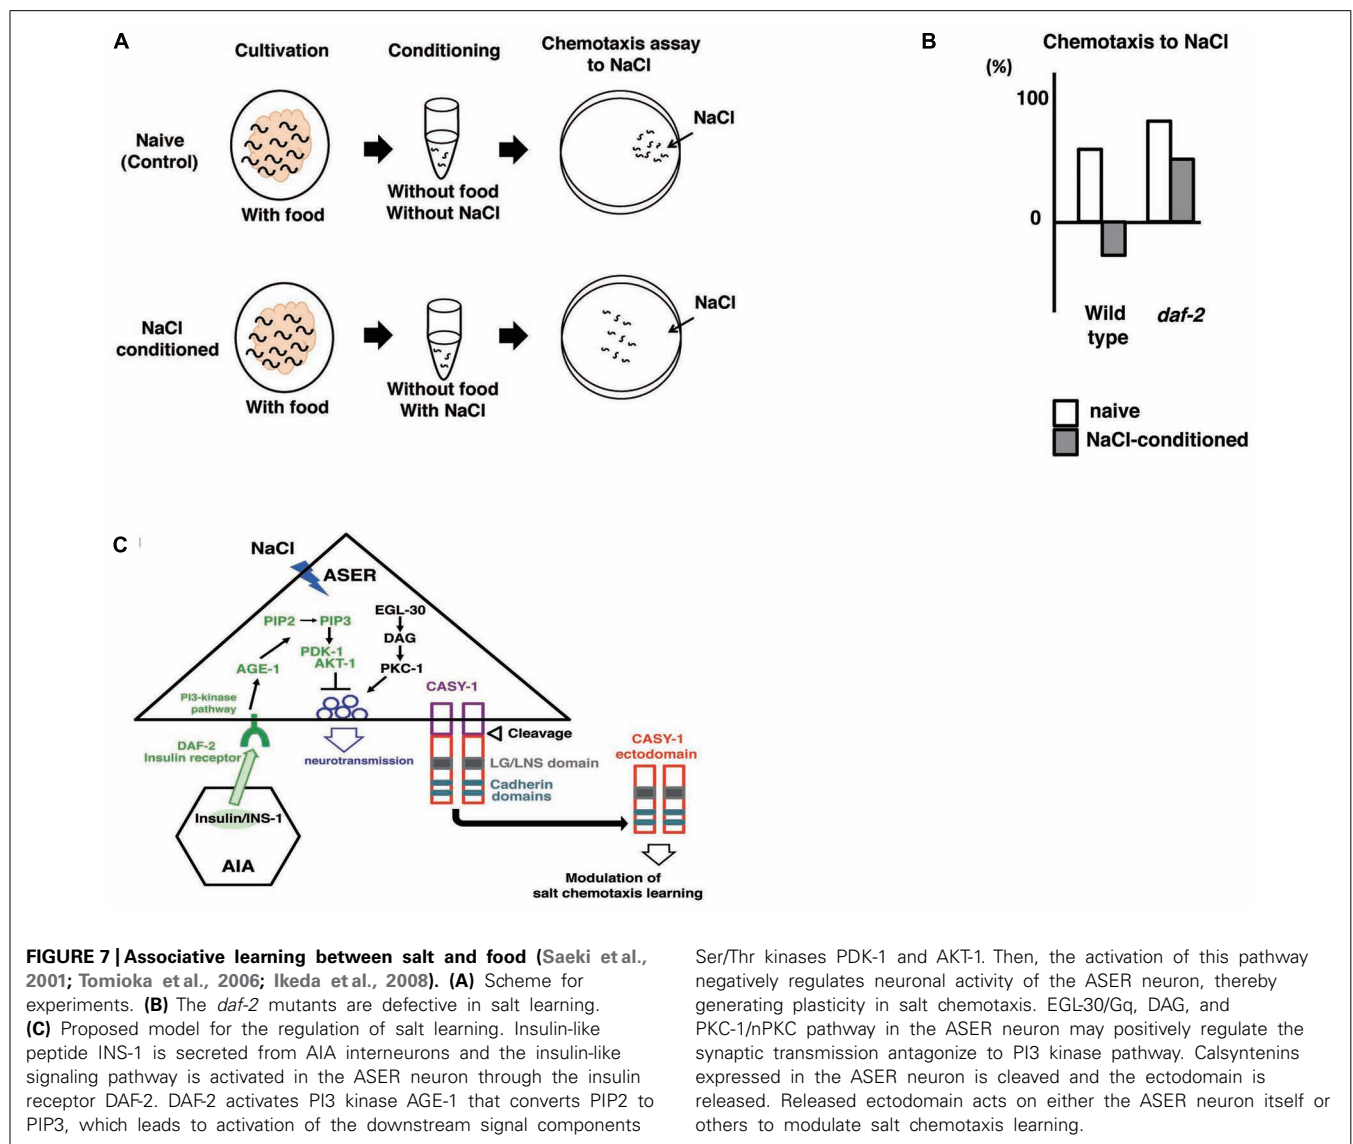 A
Cultivation
Conditioning
Chemotaxis assay
to NaCl
Naive
(Control)
NaCl
With food
Without food
Without NaCl
NaCl
conditioned
NaCl
With food
Without food
With NaCl
B
Chemotaxis to NaCl
(%)
100
0
Wild
type
daf-2
naive
NaCl-conditioned
C
NaCl
ASER
PIP2
PIP3
EGL-30
DAG
PKC-1
PDK-1
AKT-1
AGE-1
PI3-kinase
pathway
CASY-1
DAF-2
Insulin receptor
neurotransmission
Cleavage
LG/LNS domain
Cadherin
domains
CASY-1
ectodomain
Insulin/INS-1
AIA
Modulation of
salt chemotaxis learning
FIGURE 7 | Associative learning between salt and food (Saeki et al.,
2001; Tomioka et al., 2006; Ikeda et al., 2008). (A) Scheme for
experiments. (B) The daf-2 mutants are defective in salt learning.
(C) Proposed model for the regulation of salt learning. Insulin-like
peptide INS-1 is secreted from AIA interneurons and the insulin-like
signaling pathway is activated in the ASER neuron through the insulin
receptor DAF-2. DAF-2 activates PI3 kinase AGE-1 that converts PIP2 to
PIP3, which leads to activation of the downstream signal components
Ser/Thr kinases PDK-1 and AKT-1. Then, the activation of this pathway
negatively regulates neuronal activity of the ASER neuron, thereby
generating plasticity in salt chemotaxis. EGL-30/Gq, DAG, and
PKC-1/nPKC pathway in the ASER neuron may positively regulate the
synaptic transmission antagonize to PI3 kinase pathway. Calsyntenins
expressed in the ASER neuron is cleaved and the ectodomain is
released. Released ectodomain acts on either the ASER neuron itself or
others to modulate salt chemotaxis learning.